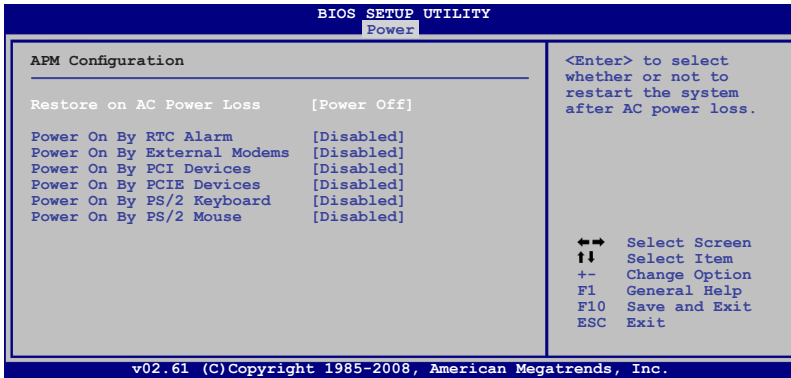 BIOS SETUP UTILITY
Power
APM Configuration
Restore on AC Power Loss [Power Off]
Power On By RTC Alarm [Disabled]
Power On By External Modems [Disabled]
Power On By PCI Devices [Disabled]
Power On By PCIE Devices [Disabled]
Power On By PS/2 Keyboard [Disabled]
Power On By PS/2 Mouse [Disabled]
<Enter> to select
whether or not to
restart the system
after AC power loss.
←→ Select Screen
↑↓ Select Item
+- Change Option
F1 General Help
F10 Save and Exit
ESC Exit
v02.61 (C)Copyright 1985-2008, American Megatrends, Inc.